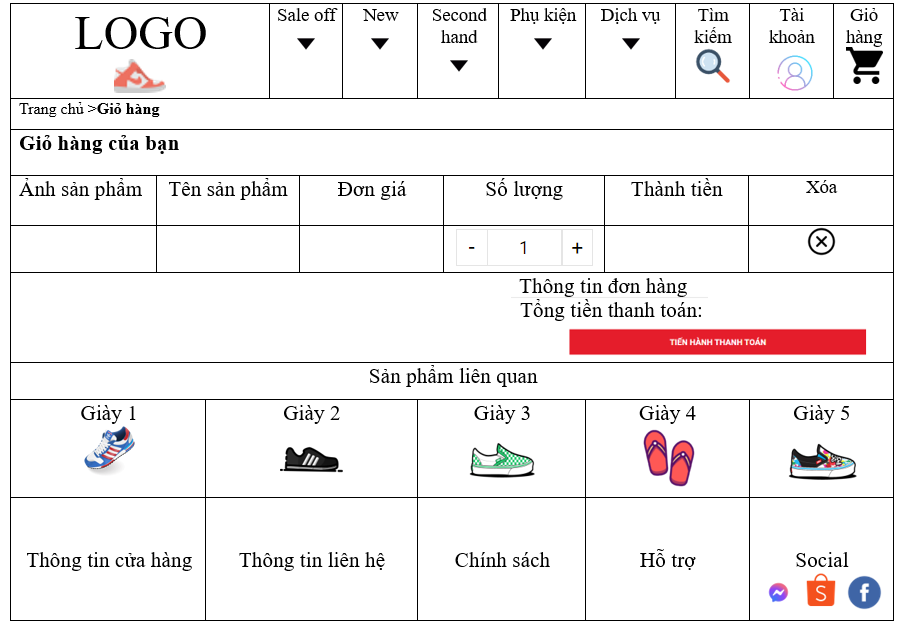 LOGO
Sale off
New
Second
hand
Phụ kiện
Dịch vụ
Tìm
kiếm
Tài
khoản
Giỏ
hàng
Trang chủ >Giỏ hàng
Giỏ hàng của bạn
Ảnh sản phẩm
Tên sản phẩm
Đơn giá
Số lượng
Thành tiền
Xóa
- 1 +
Thông tin đơn hàng
Tổng tiền thanh toán:
TIẾN HÀNH THANH TOÁN
Sản phẩm liên quan
Giày 1
Giày 2
Giày 3
Giày 4
Giày 5
Thông tin cửa hàng
Thông tin liên hệ
Chính sách
Hỗ trợ
Social